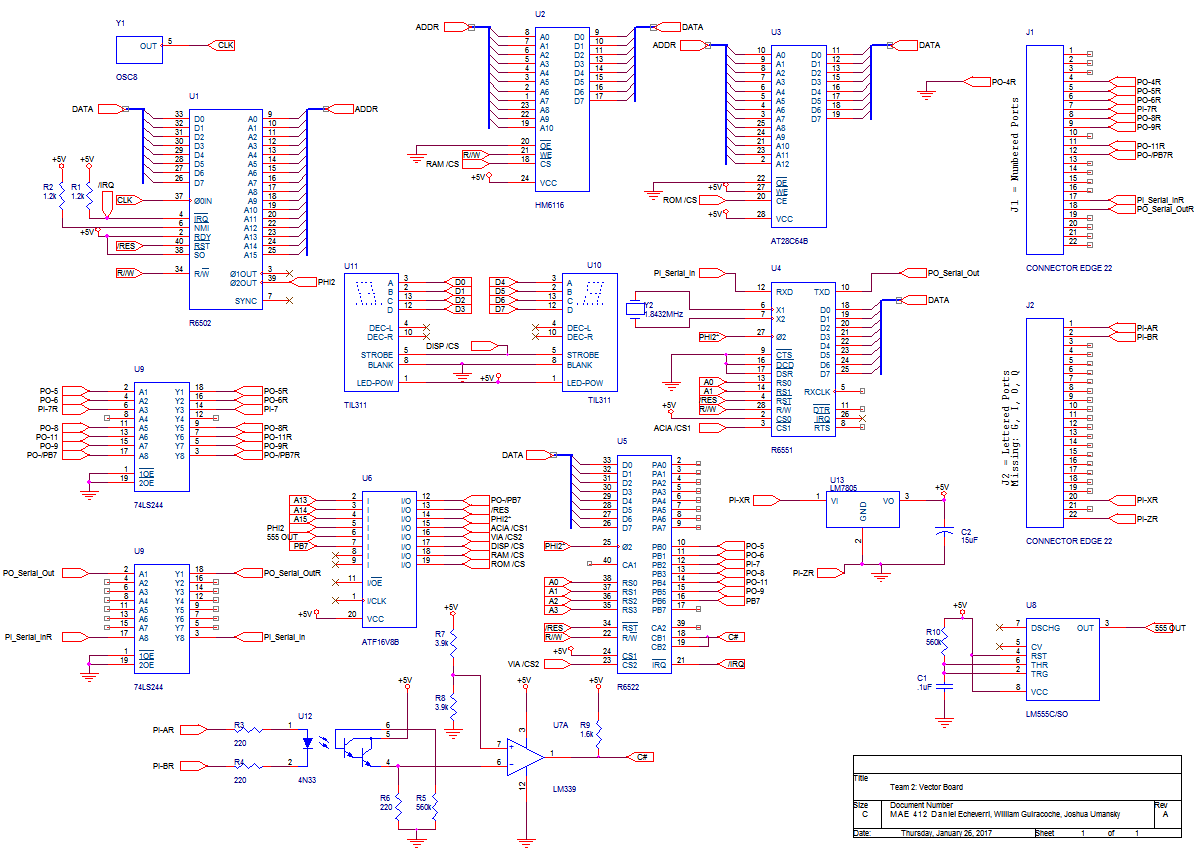 Y1
OUT 5 CLK
OSC8
U1
DATA
ADDR
33 D0 A0 9
32 D1 A1 10
31 D2 A2 11
30 D3 A3 12
29 D4 A4 13
28 D5 A5 14
27 D6 A6 15
26 D7 A7 16
A8 17
37 Ø0IN A9 18
A10 19
4 IRQ A11 20
6 NMI A12 22
2 RDY A13 23
40 RST A14 24
38 SO A15 25
34 R/W Ø1OUT 3
Ø2OUT 39 PHI2
SYNC 7
R6502
+5V
+5V
R2
1.2k
R1
1.2k
/IRQ
CLK
+5V
/RES
R//W
U2
ADDR
DATA
8 A0 D0 9
7 A1 D1 10
6 A2 D2 11
5 A3 D3 13
4 A4 D4 14
3 A5 D5 15
2 A6 D6 16
1 A7 D7 17
23 A8
22 A9
19 A10
20 OE
R//W 21 WE
RAM /CS 18 CS
+5V 24 VCC
HM6116
U3
ADDR
DATA
10 A0 D0 11
9 A1 D1 12
8 A2 D2 13
7 A3 D3 15
6 A4 D4 16
5 A5 D5 17
4 A6 D6 18
3 A7 D7 19
25 A8
24 A9
21 A10
23 A11
2 A12
22 OE
+5V 27 WE
ROM /CS 20 CE
+5V 28 VCC
AT28C64B
J1
PO-4R
J1 = Numbered Ports
1
2
3
4 PO-4R
5 PO-5R
6 PO-6R
7 PI-7R
8 PO-8R
9 PO-9R
10
11 PO-11R
12 PO-/PB7R
13
14
15
16
17 PI_Serial_InR
18 PO_Serial_OutR
19
20
21
22
CONNECTOR EDGE 22
U11
A 3 D0
B 2 D1
C 13 D2
D 12 D3
DEC-L 4
DEC-R 10
STROBE 5
BLANK 8
LED-POW 1
TIL311
DISP /CS
+5V
U10
D4 3 A
D5 2 B
D6 13 C
D7 12 D
4 DEC-L
10 DEC-R
5 STROBE
8 BLANK
1 LED-POW
TIL311
U4
PI_Serial_In 12 RXD TXD 10 PO_Serial_Out
Y2
1.8432MHz
6 X1 D0 18
7 X2 D1 19
D2 20
PHI2* 27 Ø2 D3 21
D4 22
9 CTS D5 23
16 DCD D6 24
17 DSR D7 25
A0 13 RS0
A1 14 RS1 RXCLK 5
/RES 4 RST
R//W 28 R/W DTR 11
+5V 2 CS0 IRQ 26
ACIA /CS1 3 CS1 RTS 8
DATA
R6551
J2
J2 = Lettered Ports
Missing: G, I, O, Q
1 PI-AR
2 PI-BR
3
4
5
6
7
8
9
10
11
12
13
14
15
16
17
18
19
20 PI-XR
21
22 PI-ZR
CONNECTOR EDGE 22
U9
PO-5 2 A1 Y1 18 PO-5R
PO-6 4 A2 Y2 16 PO-6R
PI-7R 6 A3 Y3 14 PI-7
8 A4 Y4 12
PO-8 11 A5 Y5 9 PO-8R
PO-11 13 A6 Y6 7 PO-11R
PO-9 15 A7 Y7 5 PO-9R
PO-/PB7 17 A8 Y8 3 PO-/PB7R
1 1OE
19 2OE
74LS244
U9
PO_Serial_Out 2 A1 Y1 18 PO_Serial_OutR
4 A2 Y2 16
6 A3 Y3 14
8 A4 Y4 12
11 A5 Y5 9
13 A6 Y6 7
15 A7 Y7 5
PI_Serial_InR 17 A8 Y8 3 PI_Serial_In
1 1OE
19 2OE
74LS244
U6
A13 2 I I/O 12 PO-/PB7
A14 3 I I/O 13 /RES
A15 4 I I/O 14 PHI2*
PHI2 5 I I/O 15 ACIA /CS1
555 OUT 6 I I/O 16 VIA /CS2
PB7 7 I I/O 17 DISP /CS
8 I I/O 18 RAM /CS
9 I I/O 19 ROM /CS
11 I/OE
1 I/CLK
+5V 20 VCC
ATF16V8B
U5
DATA
33 D0 PA0 2
32 D1 PA1 3
31 D2 PA2 4
30 D3 PA3 5
29 D4 PA4 6
28 D5 PA5 7
27 D6 PA6 8
26 D7 PA7 9
PHI2* 25 Ø2 PB0 10 PO-5
PB1 11 PO-6
40 CA1 PB2 12 PI-7
PB3 13 PO-8
A0 38 RS0 PB4 14 PO-11
A1 37 RS1 PB5 15 PO-9
A2 36 RS2 PB6 16 PB7
A3 35 RS3 PB7 17
/RES 34 RST CA2 39
R//W 22 R/W CB1 18 C#
CB2 19
+5V 24 CS1
VIA /CS2 23 CS2 IRQ 21 /IRQ
R6522
U13
LM7805
PI-XR 1 VI VO 3
GND
2
+5V
C2
15uF
PI-ZR
U8
+5V
R10
560k
C1
.1uF
7 DSCHG OUT 3 555 OUT
5 CV
4 RST
6 THR
2 TRG
8 VCC
LM555C/SO
PI-AR
R3
220
PI-BR
R4
220
U12
1
2
6
5
4
4N33
+5V
R6
220
R5
560k
+5V
R7
3.9k
R8
3.9k
+5V
U7A
7
6
3
12
1
LM339
+5V
R9
1.6k
C#
Title
Team 2: Vector Board
Size
C
Document Number
MAE 412 Daniel Echeverri, William Guiracoche, Joshua Umansky
Rev
A
Date: Thursday, January 26, 2017 Sheet 1 of 1